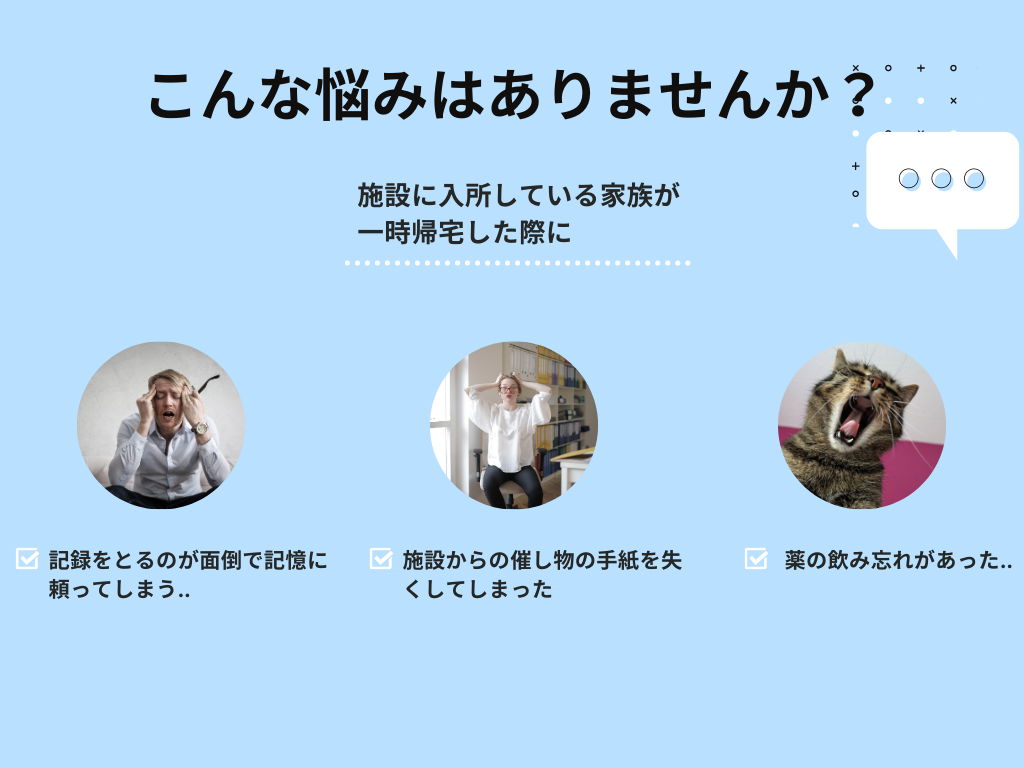 こんな悩みはありませんか？
施設に入所している家族が
一時帰宅した際に
記録をとるのが面倒で記憶に
頼ってしまう..
施設からの催し物の手紙を失
くしてしまった
薬の飲み忘れがあった..